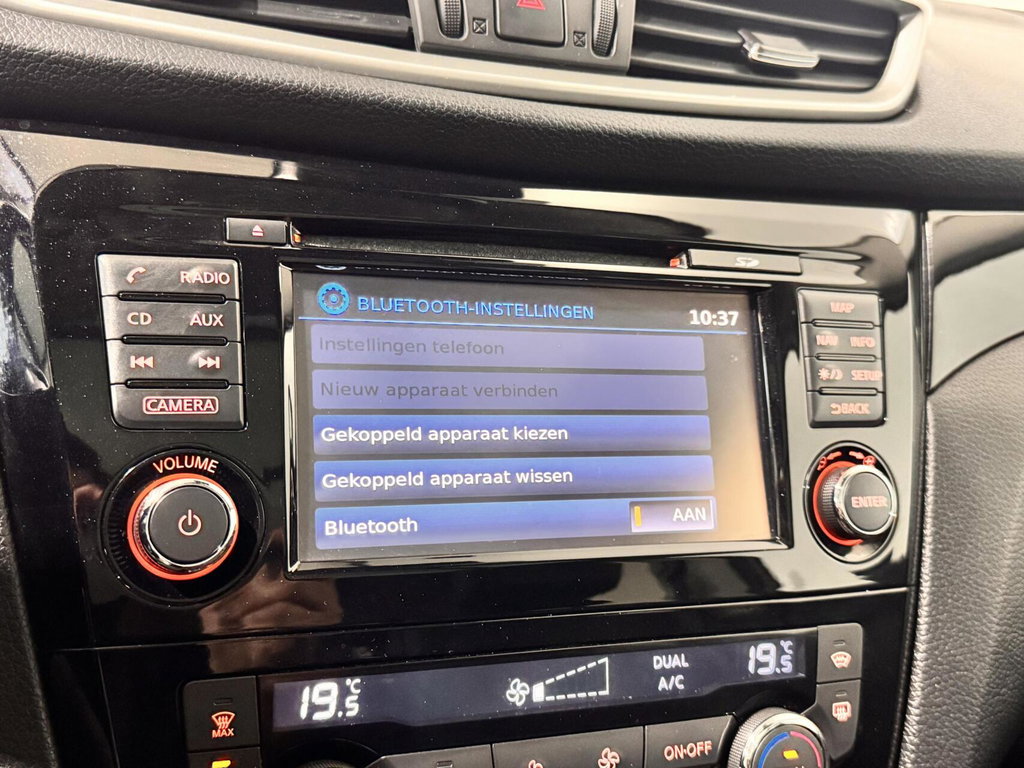 RADIO
CD AUX
CAMERA
VOLUME
SD
BLUETOOTH-INSTELLINGEN
10:37
Instellingen telefoon
Nieuw apparaat verbinden
Gekoppeld apparaat kiezen
Gekoppeld apparaat wissen
Bluetooth AAN
MAP
NAV INFO
SETUP
BACK
ENTER
19.5°C
DUAL
A/C
19.5°C
MAX
ON·OFF